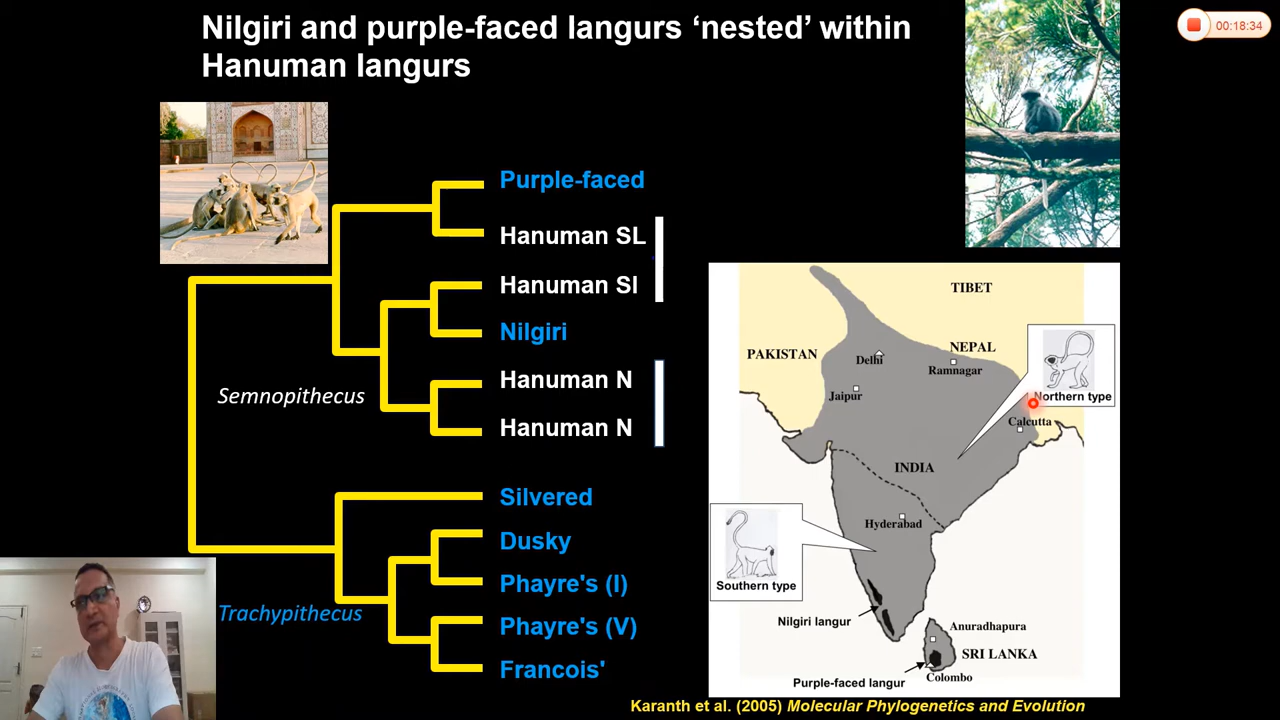 Nilgiri and purple-faced langurs ‘nested’ within
Hanuman langurs
00:18:34
Purple-faced
Hanuman SL
Hanuman SI
Nilgiri
Hanuman N
Hanuman N
Semnopithecus
Silvered
Dusky
Phayre's (I)
Phayre's (V)
Francois'
Trachypithecus
TIBET
PAKISTAN
NEPAL
Delhi
Ramnagar
Jaipur
Northern type
Calcutta
INDIA
Hyderabad
Southern type
Nilgiri langur
Anuradhapura
SRI LANKA
Purple-faced langur
Colombo
Karanth et al. (2005) Molecular Phylogenetics and Evolution